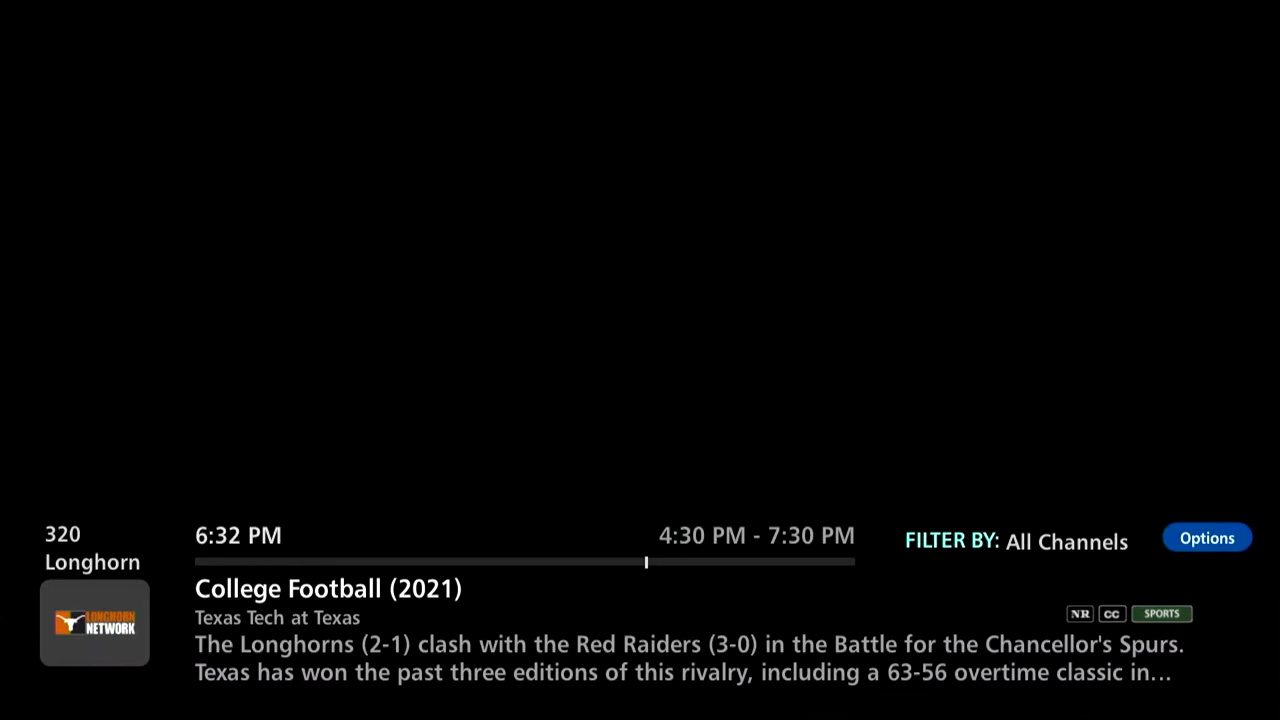 320
Longhorn
6:32 PM
4:30 PM - 7:30 PM
FILTER BY: All Channels
Options
LONGHORN
NETWORK
College Football (2021)
Texas Tech at Texas
NR CC SPORTS
The Longhorns (2-1) clash with the Red Raiders (3-0) in the Battle for the Chancellor's Spurs.
Texas has won the past three editions of this rivalry, including a 63-56 overtime classic in...